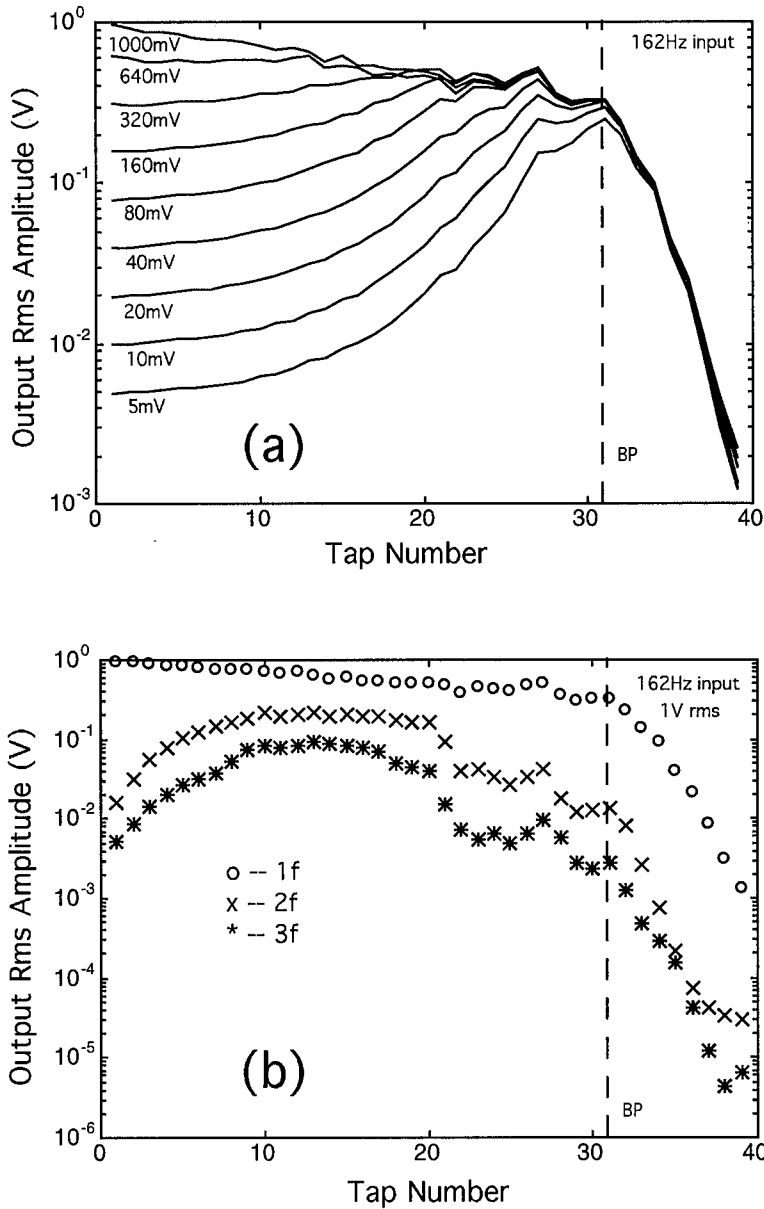 10^0
10^-1
10^-2
10^-3
Output Rms Amplitude (V)
1000mV
640mV
320mV
160mV
80mV
40mV
20mV
10mV
5mV
162Hz input
(a)
BP
0 10 20 30 40
Tap Number
10^0
10^-1
10^-2
10^-3
10^-4
10^-5
10^-6
Output Rms Amplitude (V)
162Hz input
1V rms
o -- 1f
x -- 2f
* -- 3f
(b)
BP
0 10 20 30 40
Tap Number